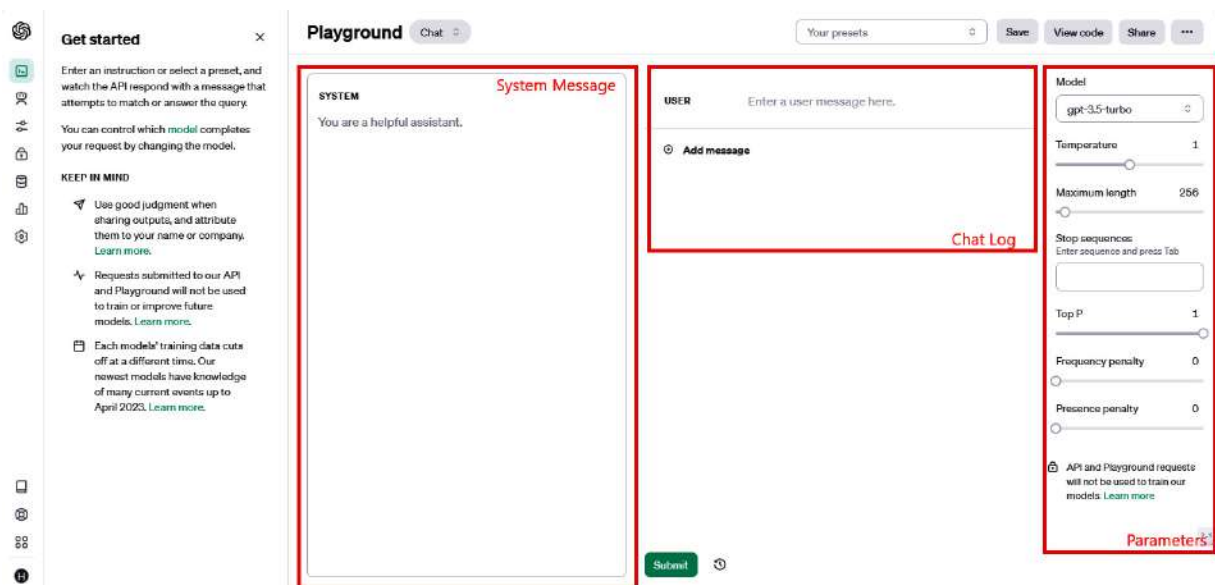 Get started
Enter an instruction or select a preset, and
watch the API respond with a message that
attempts to match or answer the query.
You can control which model completes
your request by changing the model.
KEEP IN MIND
Use good judgment when
sharing outputs, and attribute
them to your name or company.
Learn more.
Requests submitted to our API
and Playground will not be used
to train or improve future
models. Learn more.
Each models' training data cuts
off at a different time. Our
newest models have knowledge
of many current events up to
April 2023. Learn more.
Playground Chat
Your presets
Save
View code
Share
System Message
SYSTEM
You are a helpful assistant.
USER Enter a user message here.
Add message
Chat Log
Submit
Model
gpt-3.5-turbo
Temperature 1
Maximum length 256
Stop sequences
Enter sequence and press Tab
Top P 1
Frequency penalty 0
Presence penalty 0
API and Playground requests
will not be used to train our
models. Learn more
Parameters